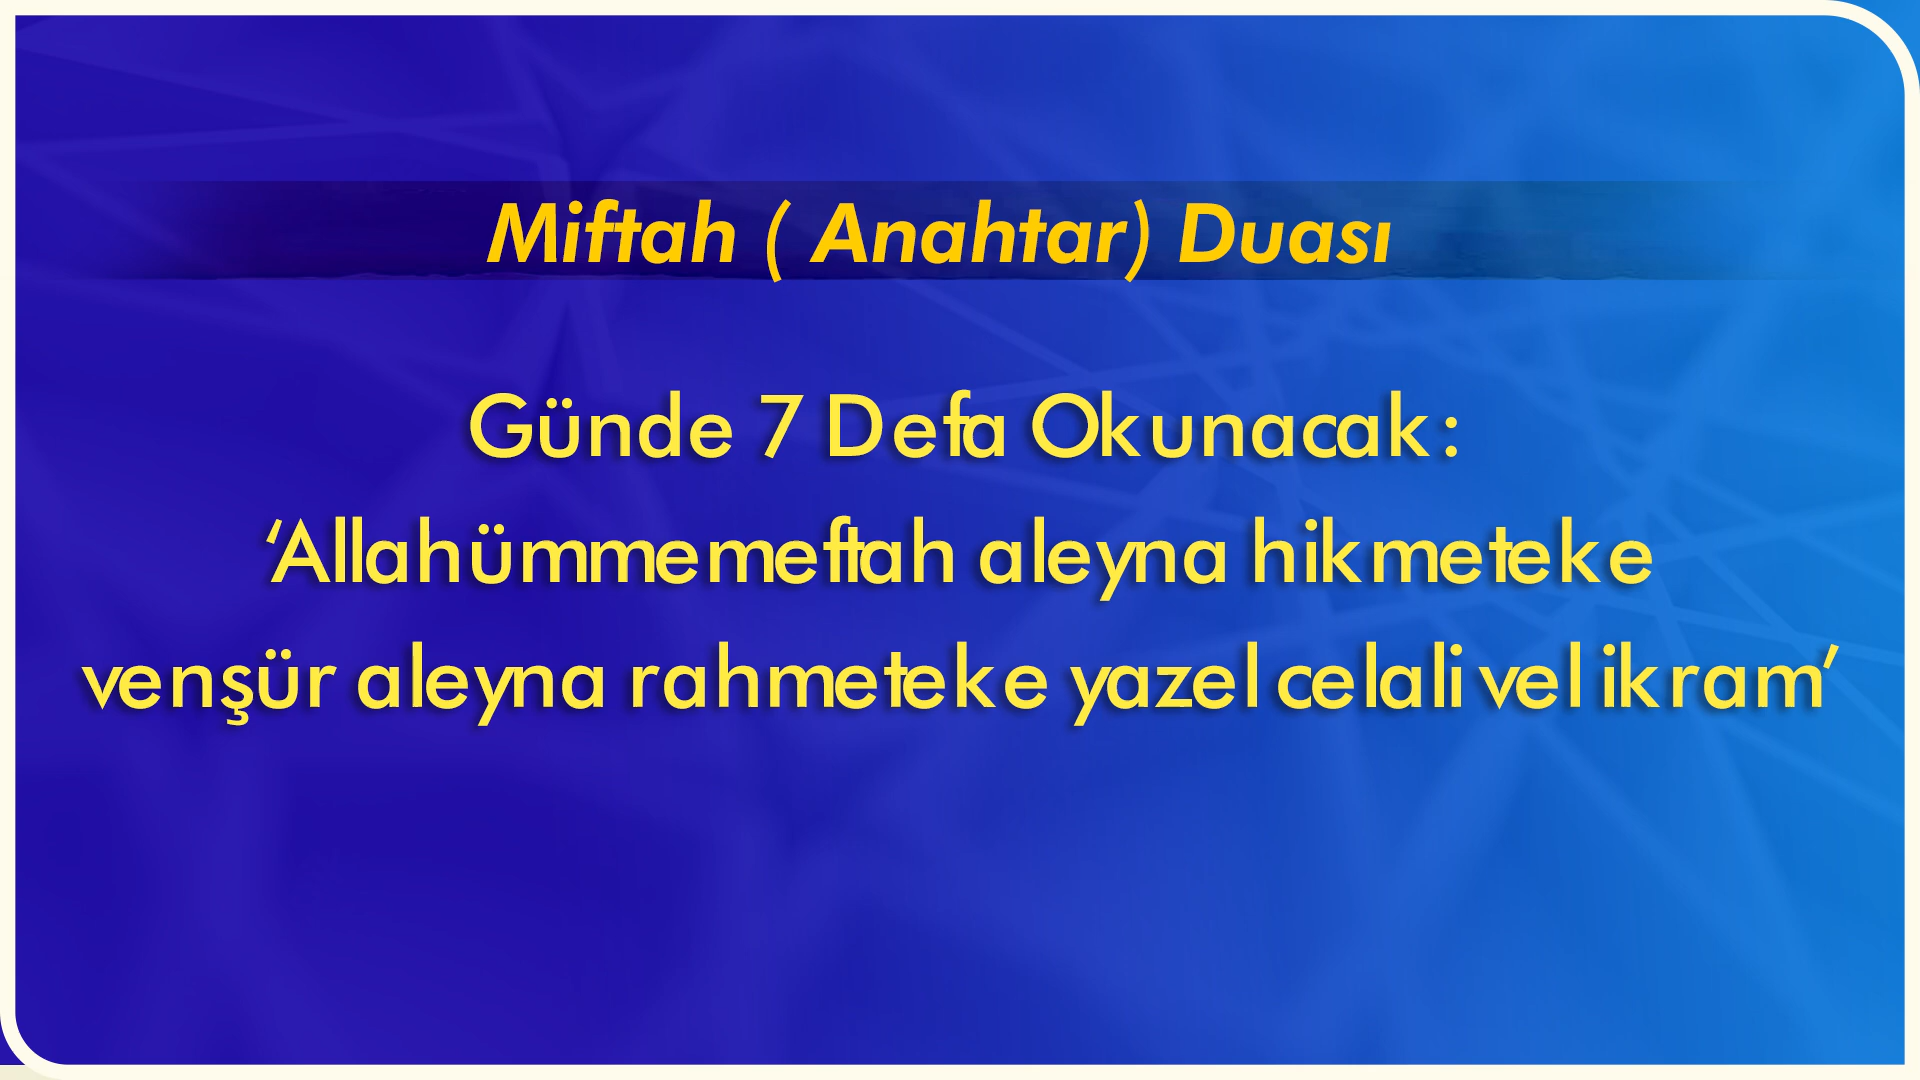 Miftah ( Anahtar) Duası
Günde 7 Defa Okunacak:
‘Allahümmemeftah aleyna hikmeteke
venşür aleyna rahmeteke yazel celali vel ikram’